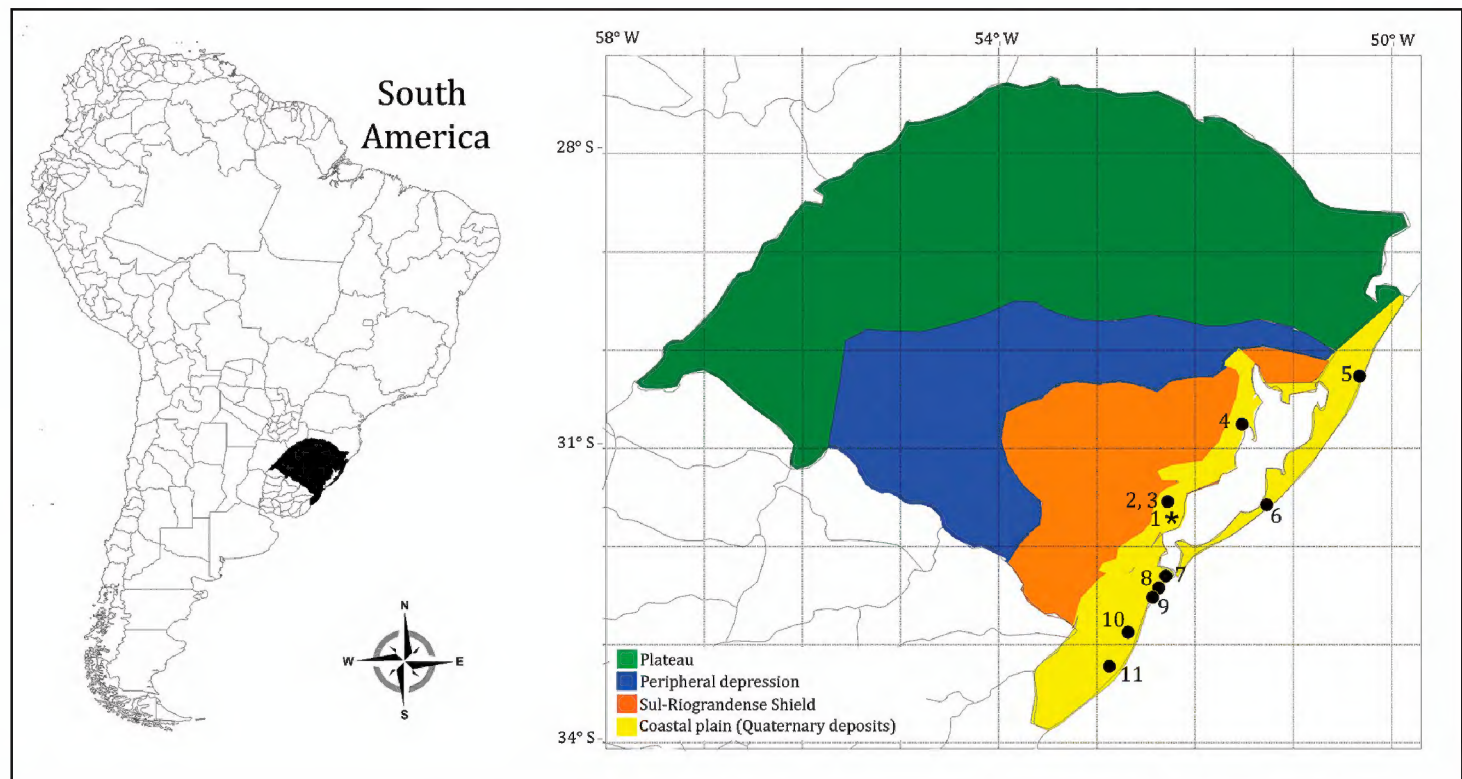 South
America
N
W
E
S
58° W
54° W
50° W
28° S
31° S
34° S
5
4
2, 3
1 *
6
7
8
9
10
11
Plateau
Peripheral depression
Sul-Riograndense Shield
Coastal plain (Quaternary deposits)